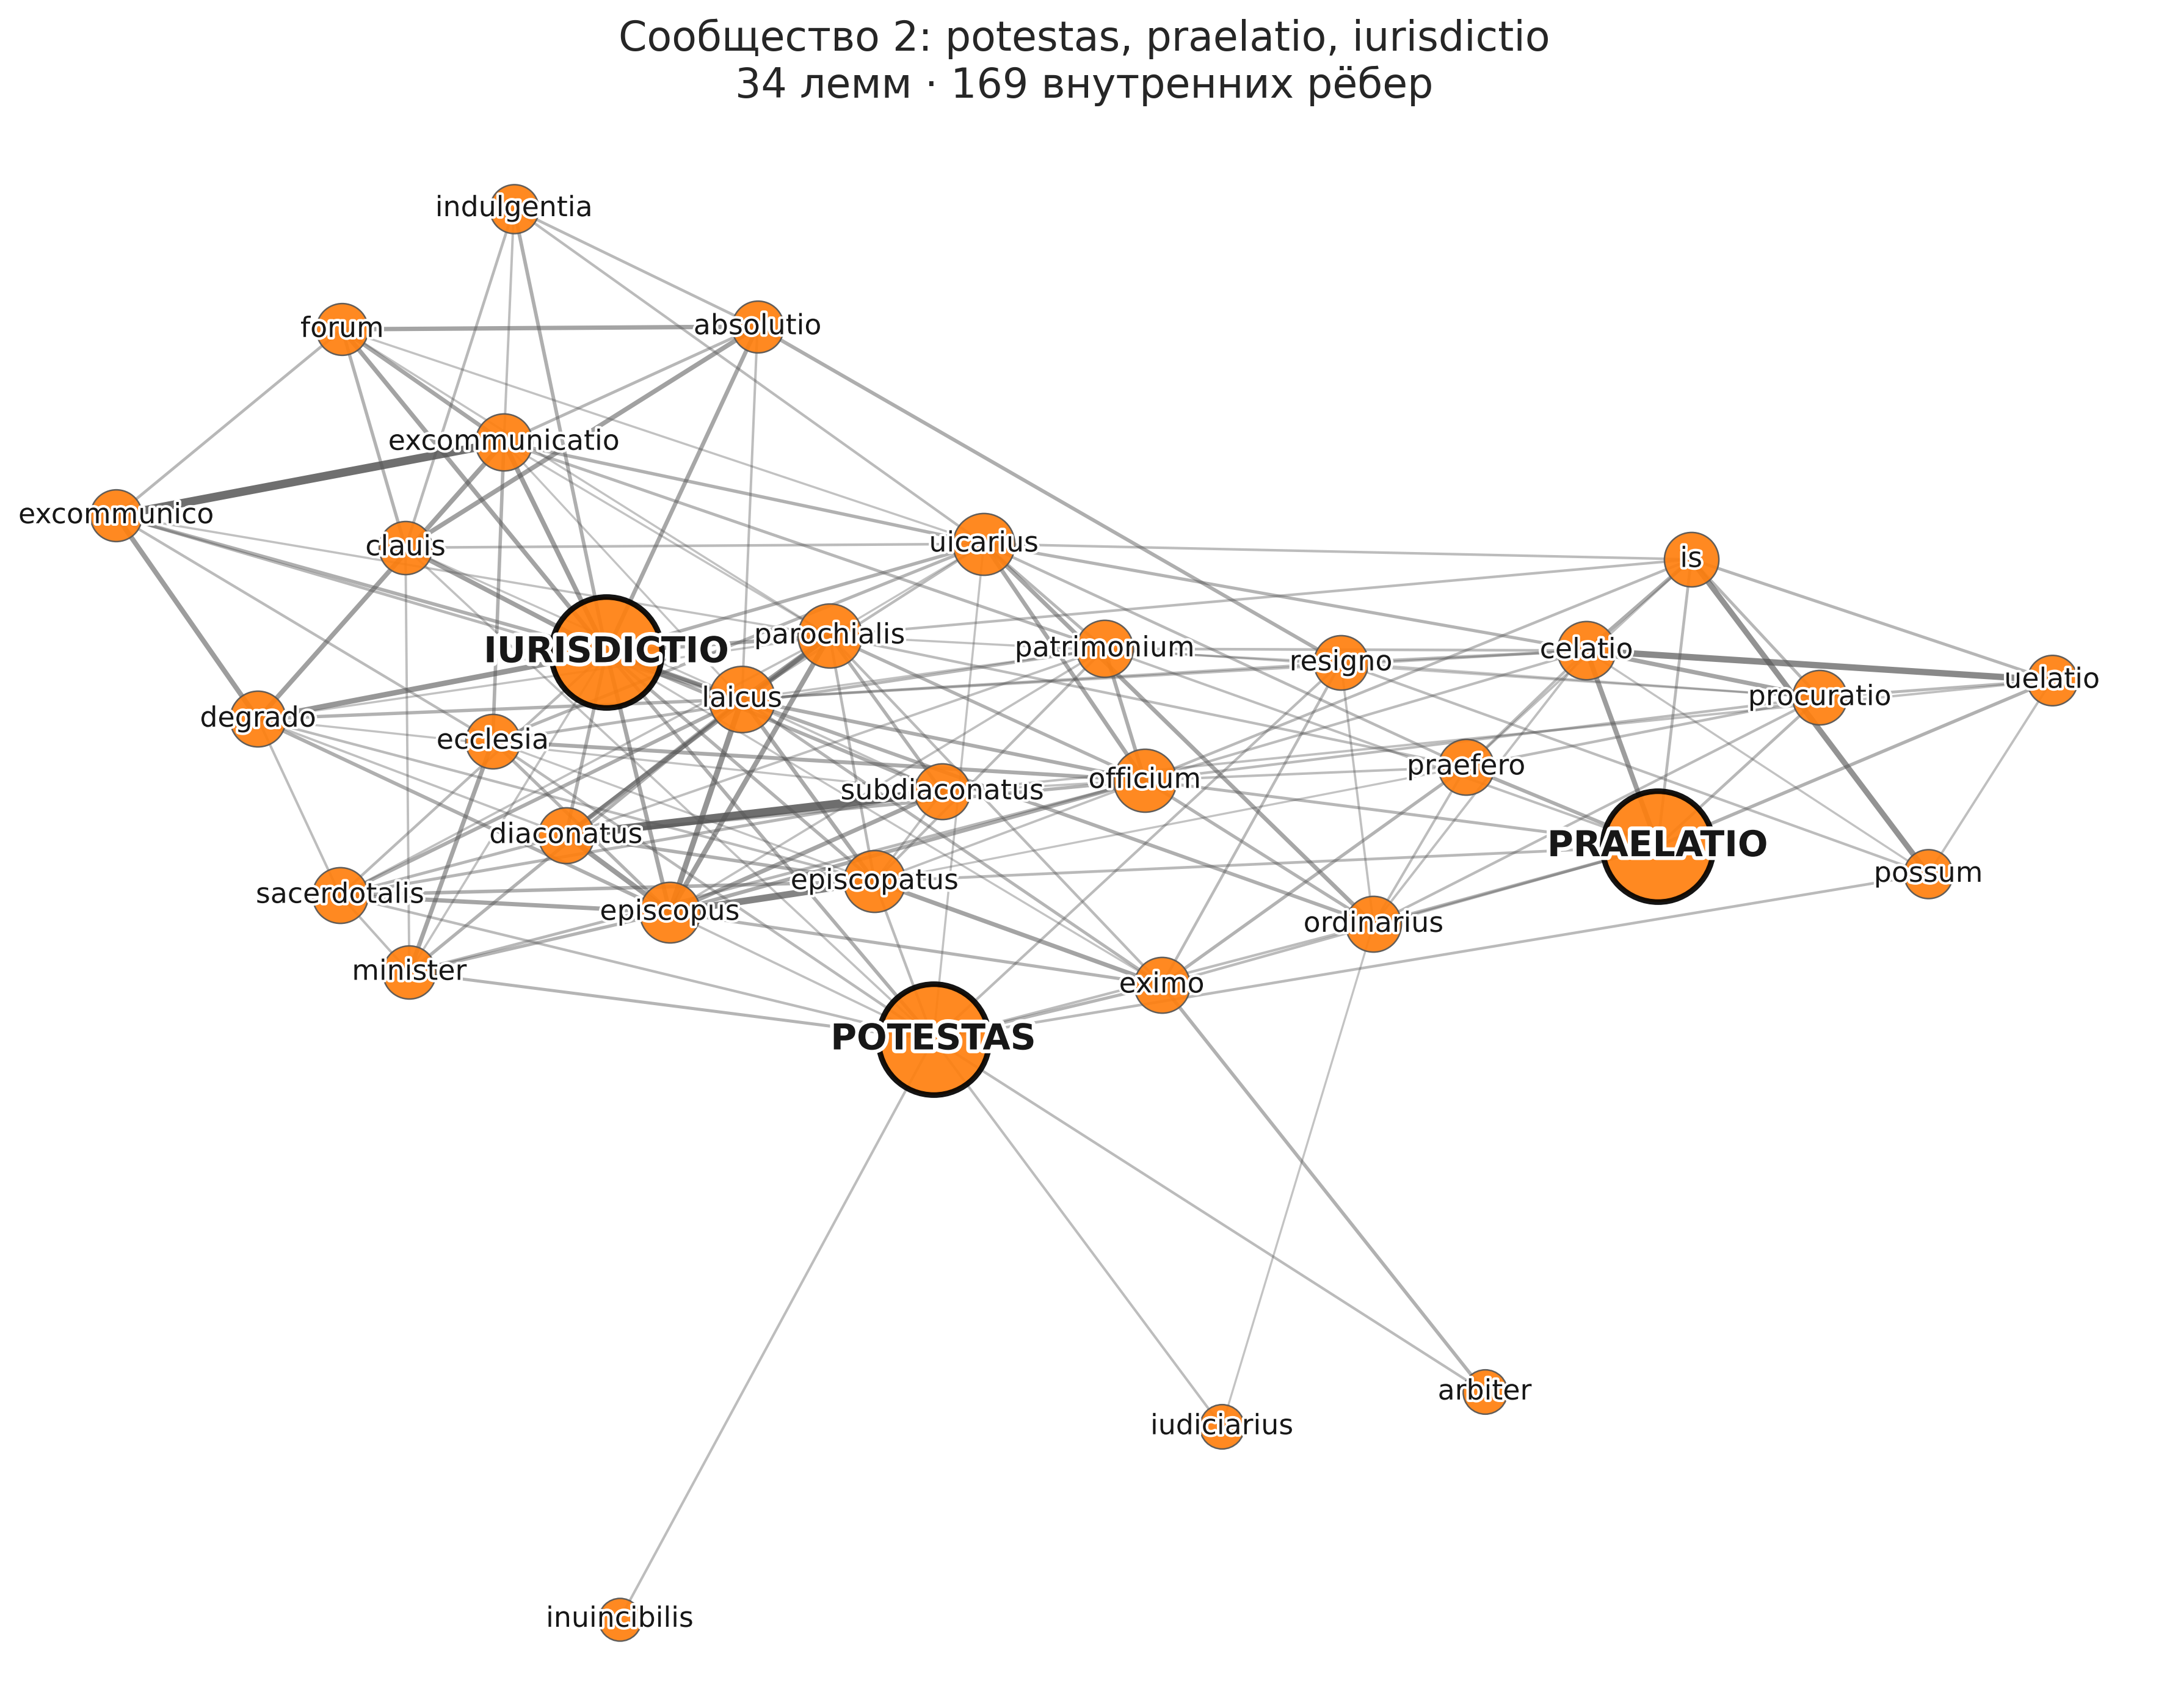 Сообщество 2: potestas, praelatio, iurisdictio
34 лемм · 169 внутренних рёбер
indulgentia
forum
absolutio
excommunicatio
excommunico
clauis
uicarius
is
IURISDICTIO
parochialis
patrimonium
resigno
celatio
uelatio
procuratio
laicus
degrado
ecclesia
subdiaconatus
officium
praefero
diaconatus
PRAELATIO
possum
sacerdotalis
episcopus
episcopatus
ordinarius
minister
eximo
POTESTAS
arbiter
iudiciarius
inuincibilis